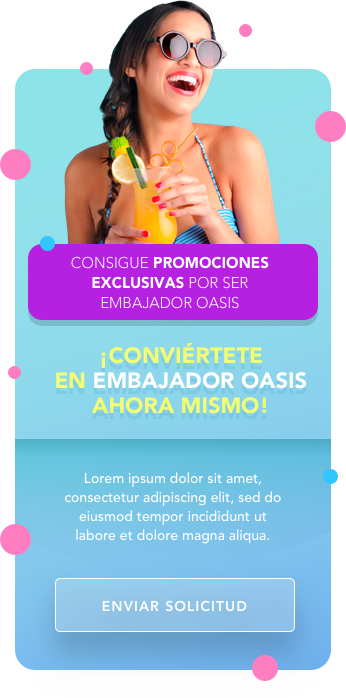 CONSIGUE PROMOCIONES
EXCLUSIVAS POR SER
EMBAJADOR OASIS
¡CONVIÉRTETE
EN EMBAJADOR OASIS
AHORA MISMO!
Lorem ipsum dolor sit amet,
consectetur adipiscing elit, sed do
eiusmod tempor incididunt ut
labore et dolore magna aliqua.
ENVIAR SOLICITUD